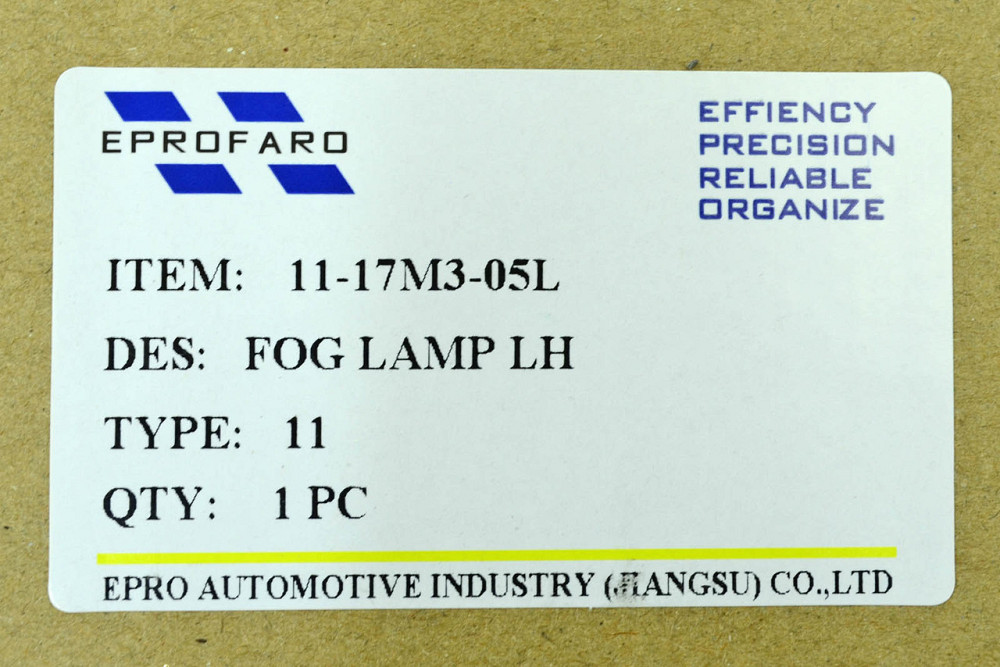 EPROFARO
EFFIENCY
PRECISION
RELIABLE
ORGANIZE
ITEM: 11-17M3-05L
DES: FOG LAMP LH
TYPE: 11
QTY: 1 PC
EPRO AUTOMOTIVE INDUSTRY (JIANGSU) CO.,LTD